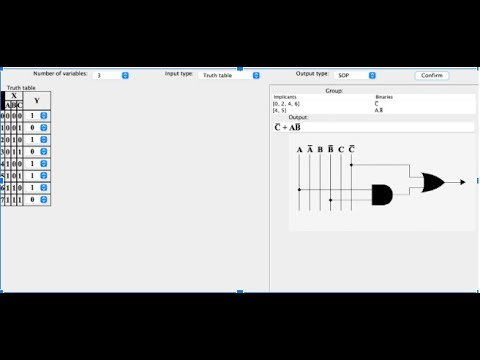 Number of variables: 3 Input type: Truth table Output type: SOP Confirm
Truth table
X Y
A B C
0 0 0 0 1
1 0 0 1 0
2 0 1 0 1
3 0 1 1 0
4 1 0 0 1
5 1 0 1 1
6 1 1 0 1
7 1 1 1 0
Group:
Implicants Binaries
[0, 2, 4, 6] C̅
[4, 5] A.B̅
Output:
C̅ + AB̅
A A̅ B B̅ C C̅